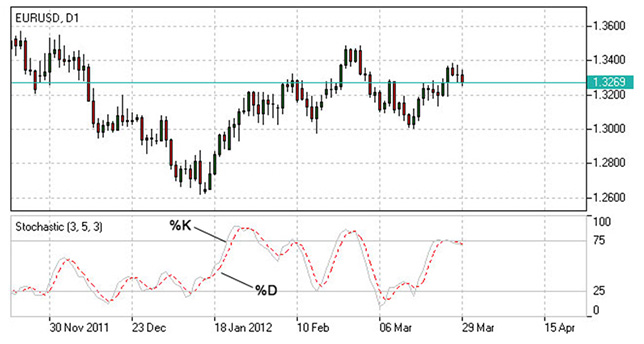 EURUSD, D1
1.3600
1.3400
1.3269
1.3200
1.3000
1.2800
1.2600
Stochastic (3, 5, 3)
%K
%D
100
75
25
0
30 Nov 2011 23 Dec 18 Jan 2012 10 Feb 06 Mar 29 Mar 15 Apr